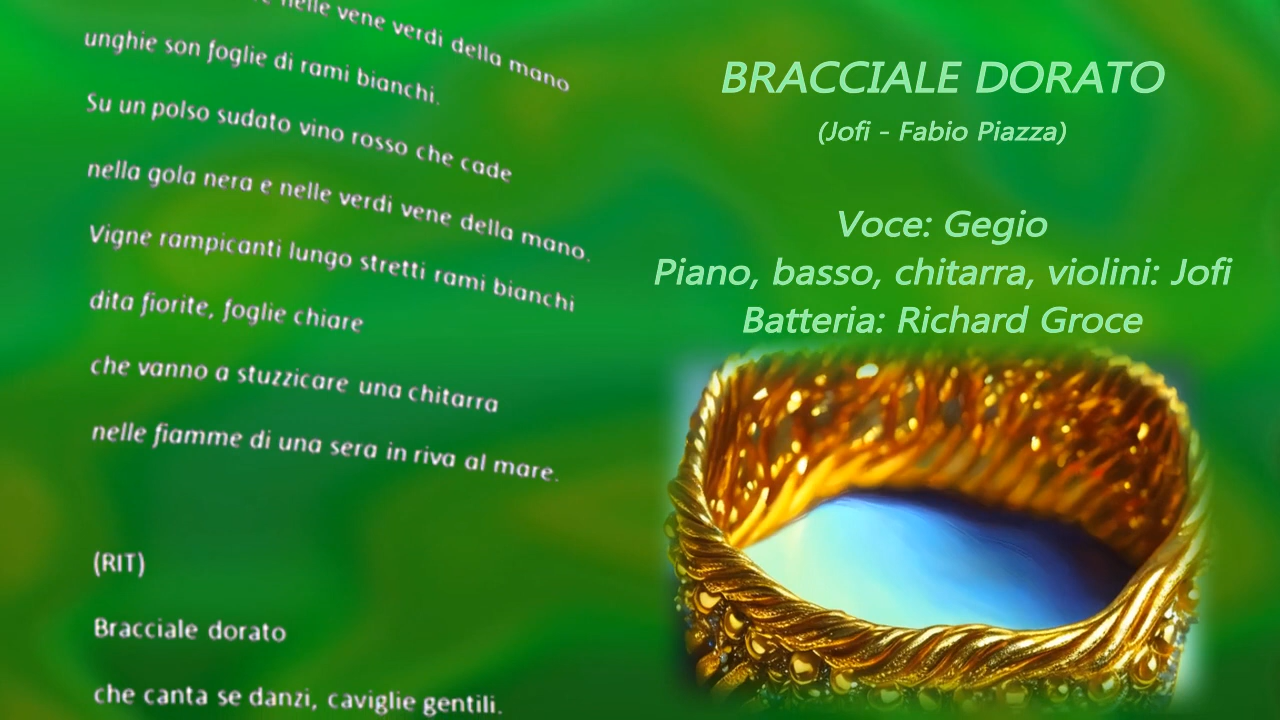 nelle vene verdi della mano
unghie son foglie di rami bianchi.
Su un polso sudato vino rosso che cade
nella gola nera e nelle verdi vene della mano.
Vigne rampicanti lungo stretti rami bianchi
dita fiorite, foglie chiare
che vanno a stuzzicare una chitarra
nelle fiamme di una sera in riva al mare.
(RIT)
Bracciale dorato
che canta se danzi, caviglie gentili.
BRACCIALE DORATO
(Jofi - Fabio Piazza)
Voce: Gegio
Piano, basso, chitarra, violini: Jofi
Batteria: Richard Groce